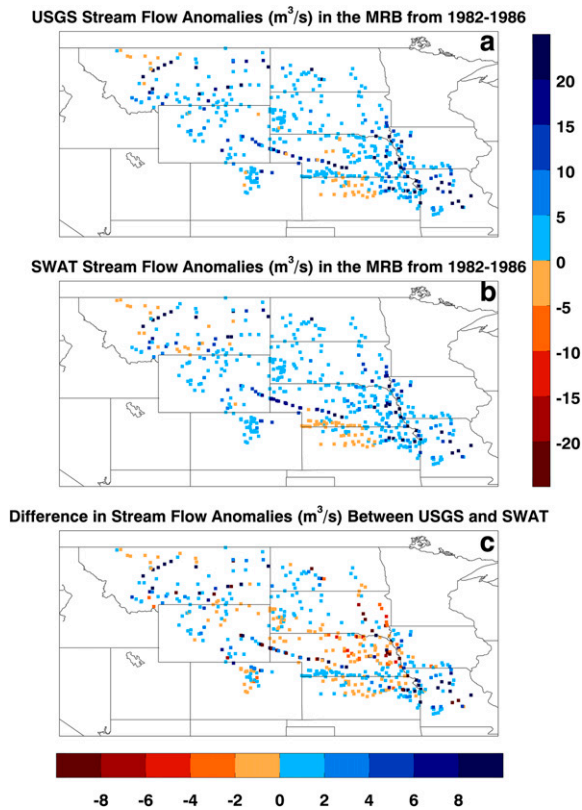 USGS Stream Flow Anomalies (m³/s) in the MRB from 1982-1986
a
20
15
10
5
0
-5
-10
-15
-20
SWAT Stream Flow Anomalies (m³/s) in the MRB from 1982-1986
b
Difference in Stream Flow Anomalies (m³/s) Between USGS and SWAT
c
-8 -6 -4 -2 0 2 4 6 8